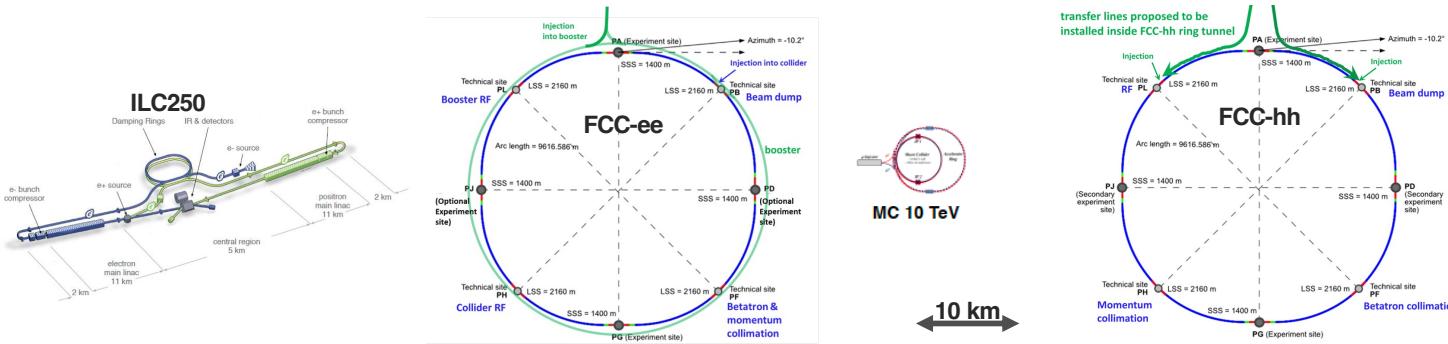 ILC250
Damping Rings
IR & detectors
e+ bunch
compressor
e- source
e+ source
e- bunch
compressor
2 km
positron
main linac
11 km
central region
5 km
electron
main linac
11 km
2 km
Injection
into booster
PA (Experiment site)
Azimuth = -10.2°
SSS = 1400 m
Injection into collider
Technical site
PL
LSS = 2160 m
LSS = 2160 m
Technical site
PB
Booster RF
Beam dump
FCC-ee
Arc length = 9616.586 m
booster
PJ
SSS = 1400 m
(Optional
Experiment
site)
PD
SSS = 1400 m
(Optional
Experiment
site)
Technical site
PH
LSS = 2160 m
LSS = 2160 m
Technical site
PF
Collider RF
Betatron &
momentum
collimation
SSS = 1400 m
PG (Experiment site)
MC 10 TeV
10 km
transfer lines proposed to be
installed inside FCC-hh ring tunnel
PA (Experiment site)
Azimuth = -10.2°
SSS = 1400 m
Injection
Injection
Technical site
PL
LSS = 2160 m
LSS = 2160 m
Technical site
PB
RF
Beam dump
FCC-hh
Arc length = 9616.586 m
PJ
SSS = 1400 m
(Secondary
experiment
site)
PD
SSS = 1400 m
(Secondary
experiment
site)
Technical site
PH
LSS = 2160 m
LSS = 2160 m
Technical site
PF
Momentum
collimation
Betatron collimati
SSS = 1400 m
PG (Experiment site)